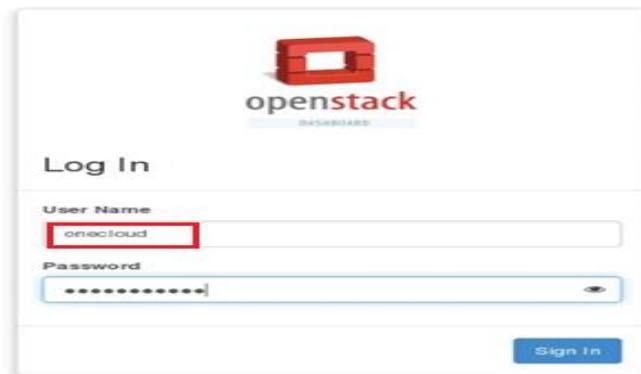 openstack
DASHBOARD
Log In
User Name
onecloud
Password
Sign In